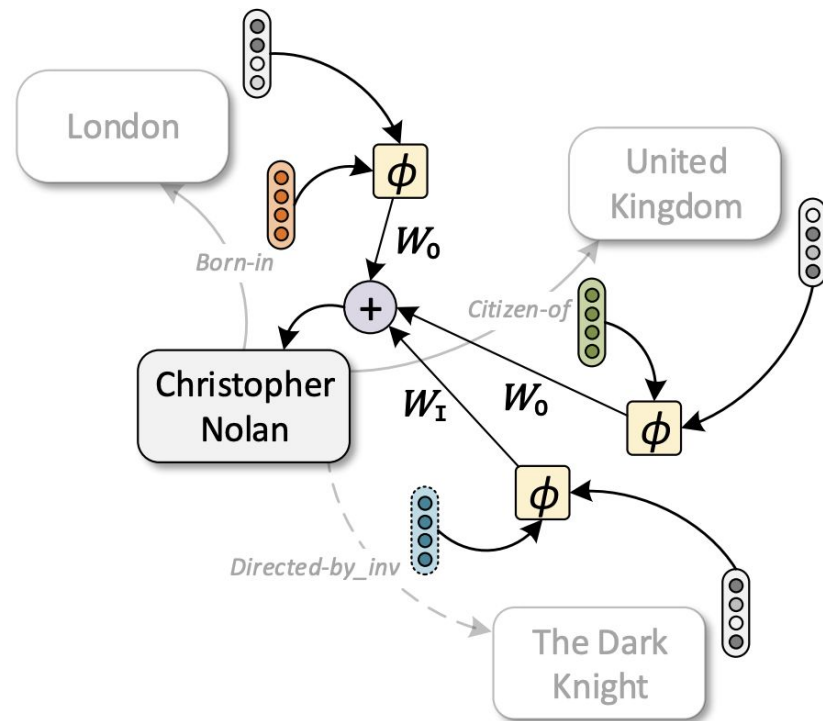 London
ϕ
United
Kingdom
W₀
Born-in
+
Citizen-of
Christopher
Nolan
W_I
W₀
ϕ
ϕ
Directed-by_inv
The Dark
Knight